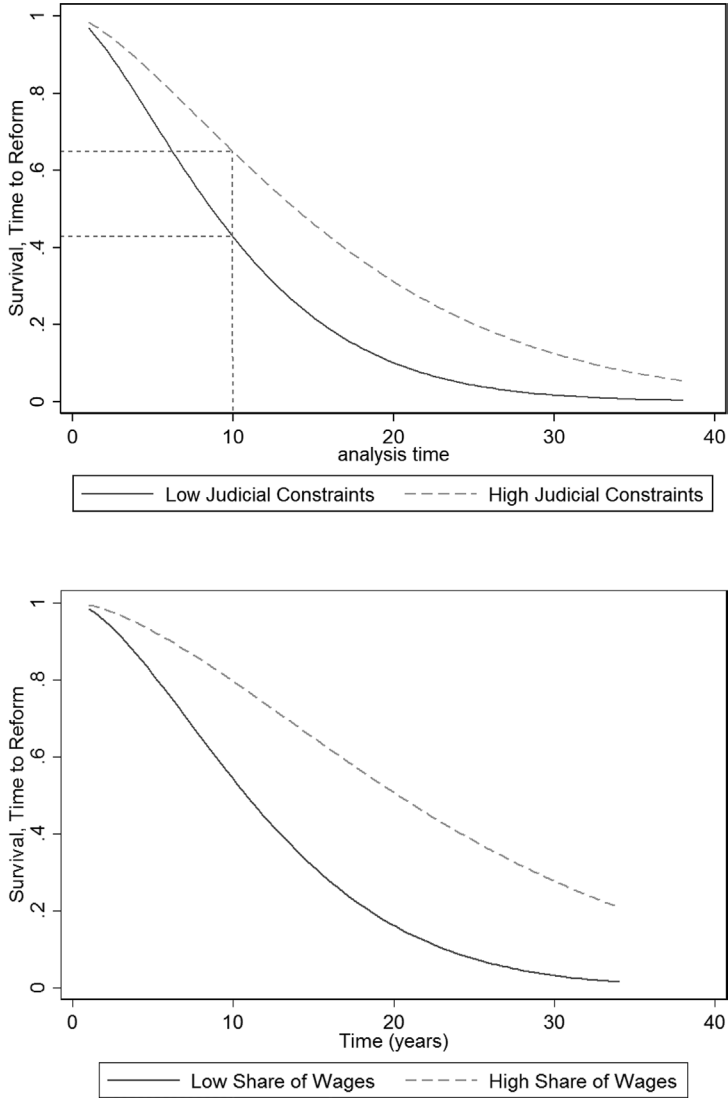 Survival, Time to Reform
1
.8
.6
.4
.2
0
0 10 20 30 40
analysis time
Low Judicial Constraints High Judicial Constraints
Survival, Time to Reform
1
.8
.6
.4
.2
0
0 10 20 30 40
Time (years)
Low Share of Wages High Share of Wages